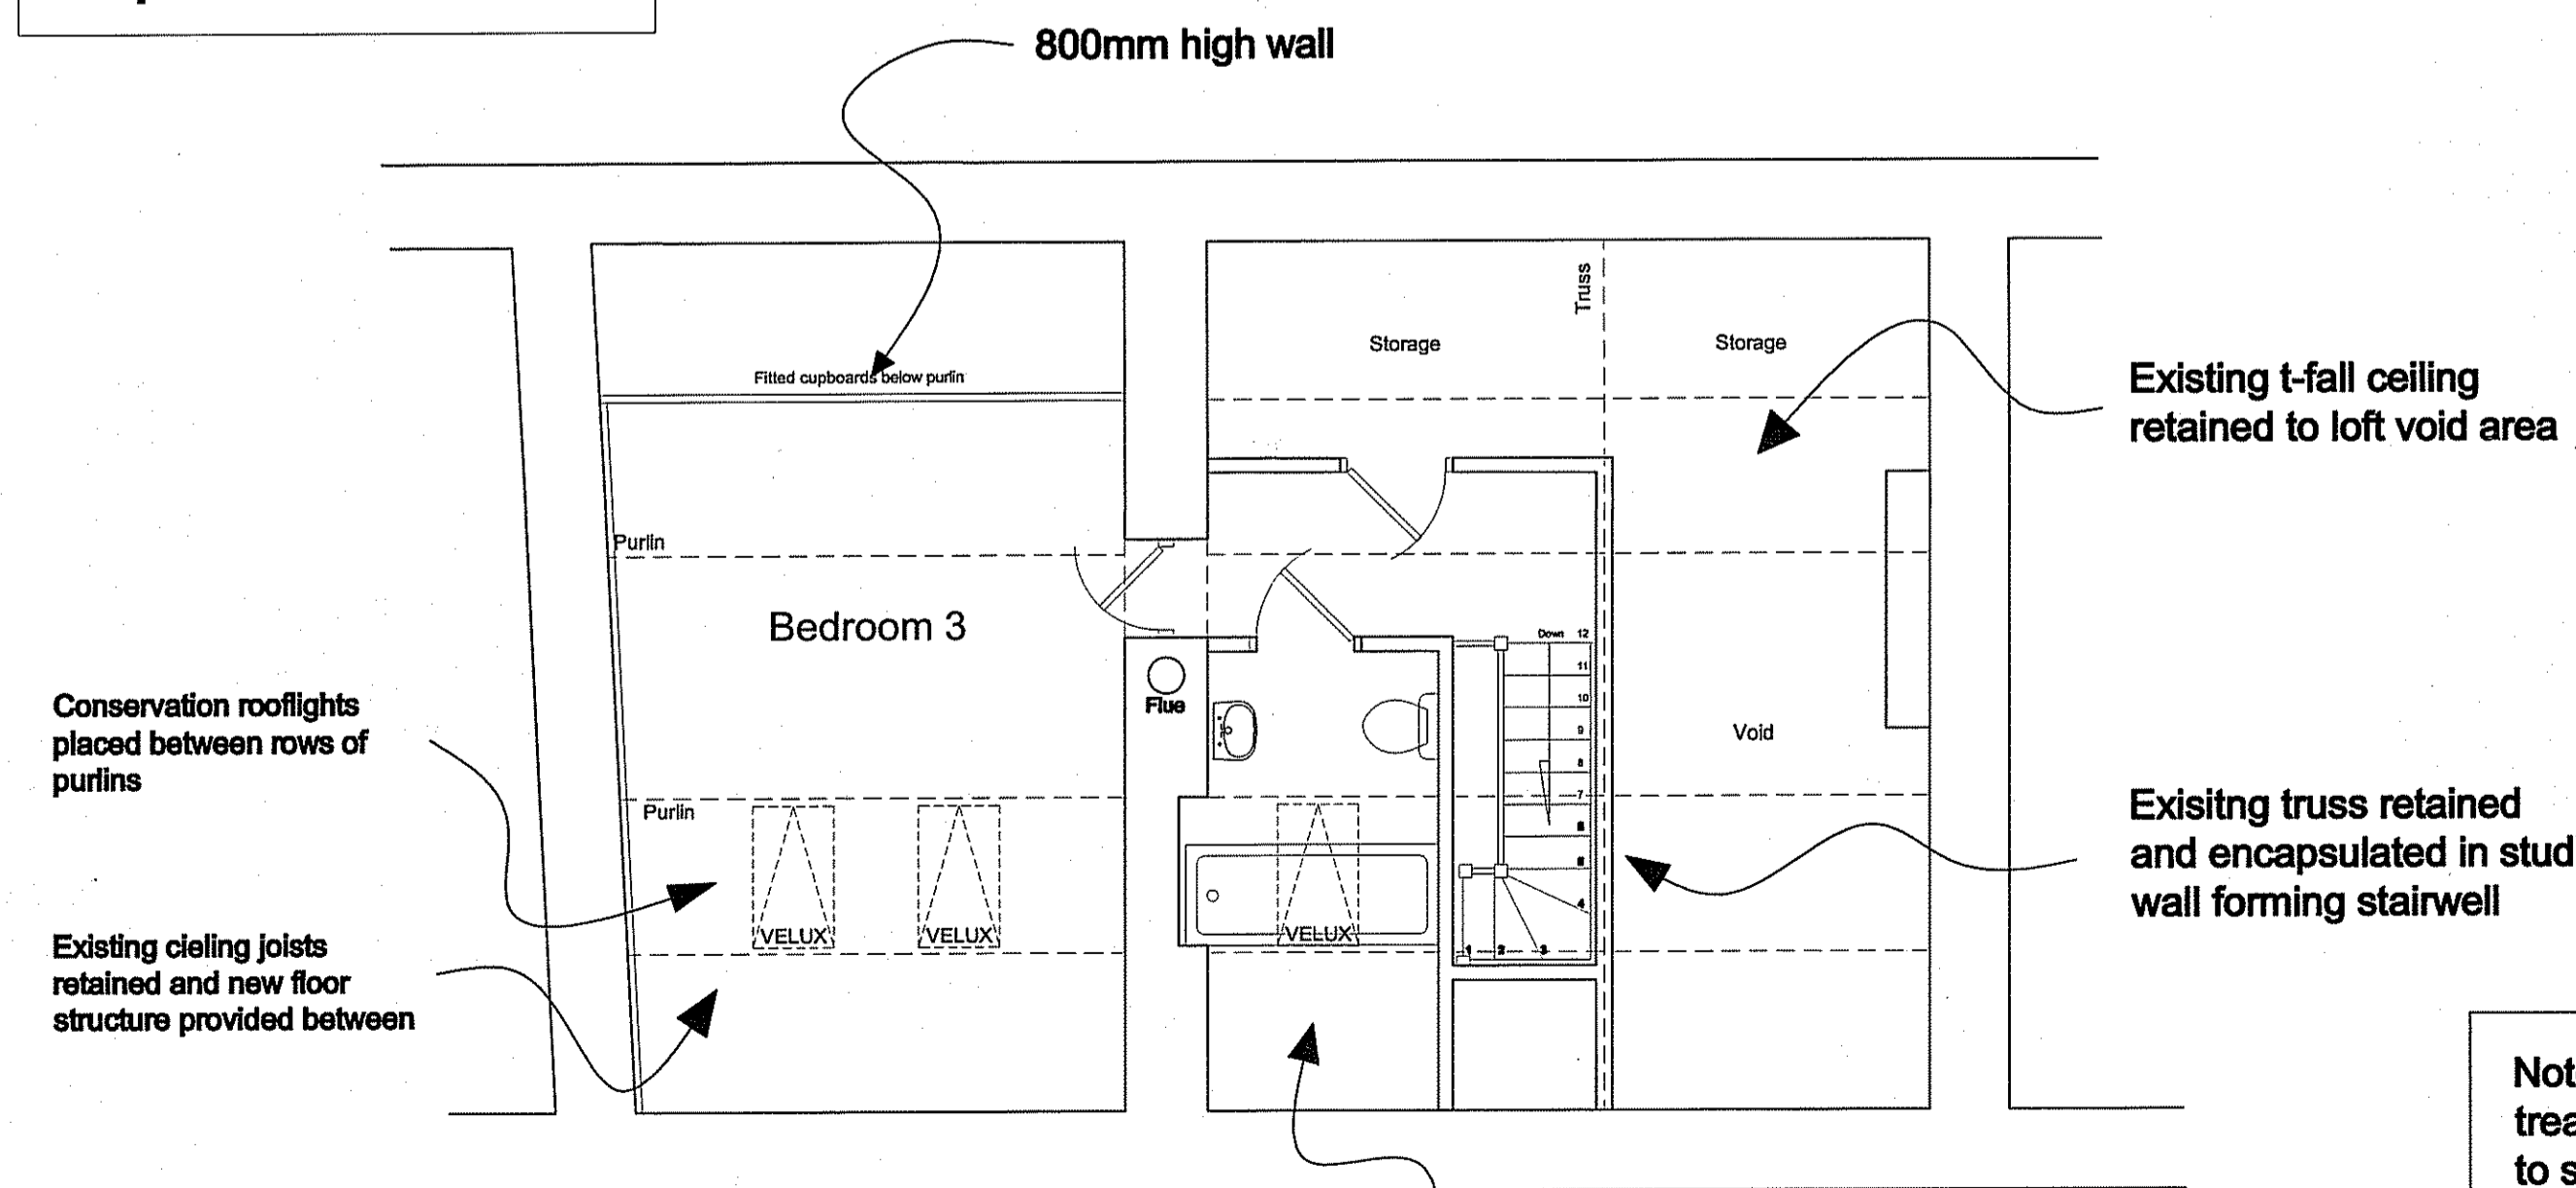 800mm high wall
Truss
Storage
Storage
Fitted cupboards below purlin
Existing t-fall ceiling
retained to loft void area
Purlin
Bedroom 3
Down 12
11
10
9
8
7
6
5
4
3
2
1
Flue
Void
Conservation rooflights
placed between rows of
purlins
Purlin
VELUX
VELUX
VELUX
Exisitng truss retained
and encapsulated in stud
wall forming stairwell
Existing cieling joists
retained and new floor
structure provided between
to